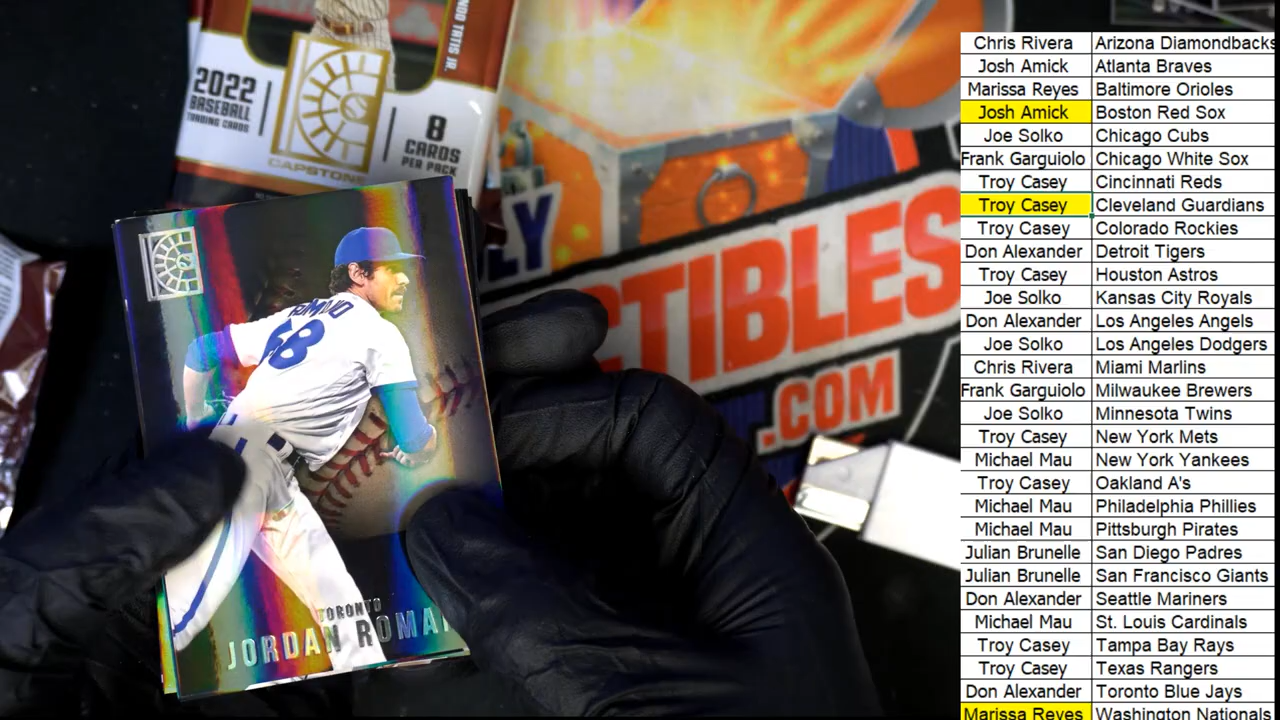 NDO TATIS JR.
2022
BASEBALL
TRADING CARDS
8
CARDS
PER PACK
CAPSTONE
LY
CTIBLES
.COM
ROMANO
68
TORONTO
JORDAN ROMA
Chris Rivera Arizona Diamondbacks
Josh Amick Atlanta Braves
Marissa Reyes Baltimore Orioles
Josh Amick Boston Red Sox
Joe Solko Chicago Cubs
Frank Garguiolo Chicago White Sox
Troy Casey Cincinnati Reds
Troy Casey Cleveland Guardians
Troy Casey Colorado Rockies
Don Alexander Detroit Tigers
Troy Casey Houston Astros
Joe Solko Kansas City Royals
Don Alexander Los Angeles Angels
Joe Solko Los Angeles Dodgers
Chris Rivera Miami Marlins
Frank Garguiolo Milwaukee Brewers
Joe Solko Minnesota Twins
Troy Casey New York Mets
Michael Mau New York Yankees
Troy Casey Oakland A's
Michael Mau Philadelphia Phillies
Michael Mau Pittsburgh Pirates
Julian Brunelle San Diego Padres
Julian Brunelle San Francisco Giants
Don Alexander Seattle Mariners
Michael Mau St. Louis Cardinals
Troy Casey Tampa Bay Rays
Troy Casey Texas Rangers
Don Alexander Toronto Blue Jays
Marissa Reyes Washington Nationals